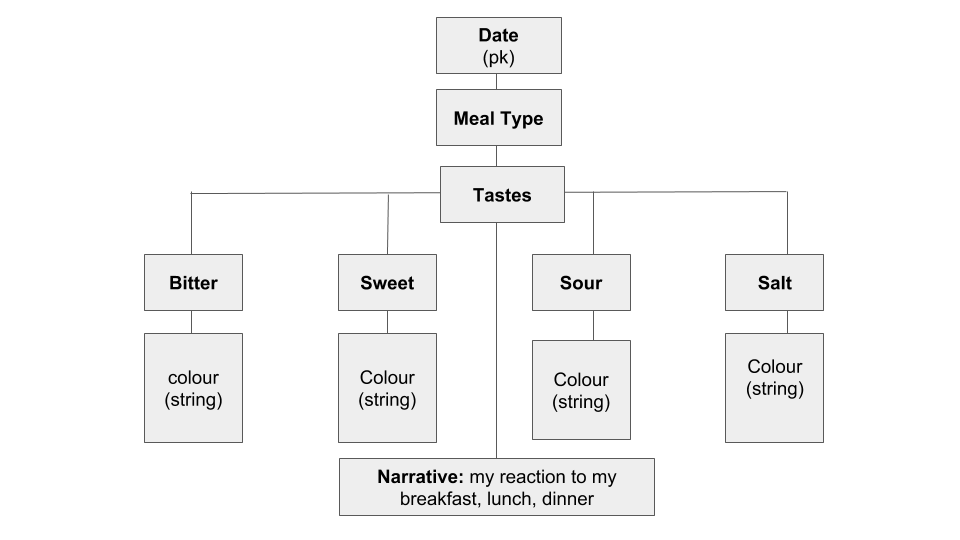 Date
(pk)
Meal Type
Tastes
Bitter
Sweet
Sour
Salt
colour
(string)
Colour
(string)
Colour
(string)
Colour
(string)
Narrative: my reaction to my
breakfast, lunch, dinner